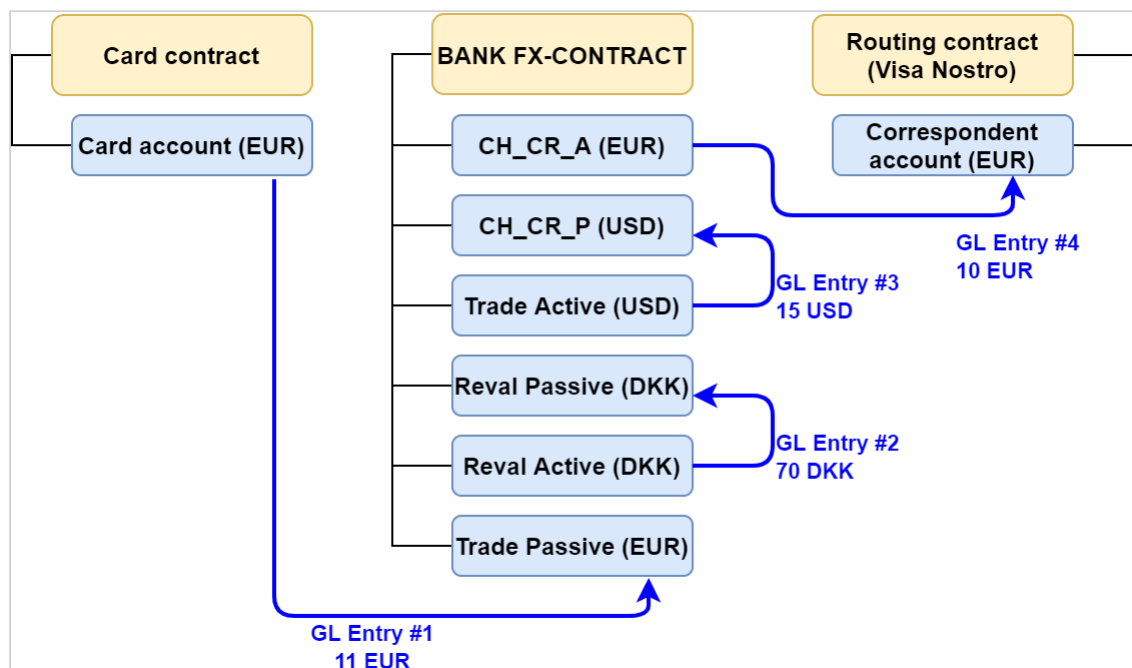 Card contract
Card account (EUR)
BANK FX-CONTRACT
CH_CR_A (EUR)
CH_CR_P (USD)
Trade Active (USD)
Reval Passive (DKK)
Reval Active (DKK)
Trade Passive (EUR)
Routing contract
(Visa Nostro)
Correspondent
account (EUR)
GL Entry #4
10 EUR
GL Entry #3
15 USD
GL Entry #2
70 DKK
GL Entry #1
11 EUR